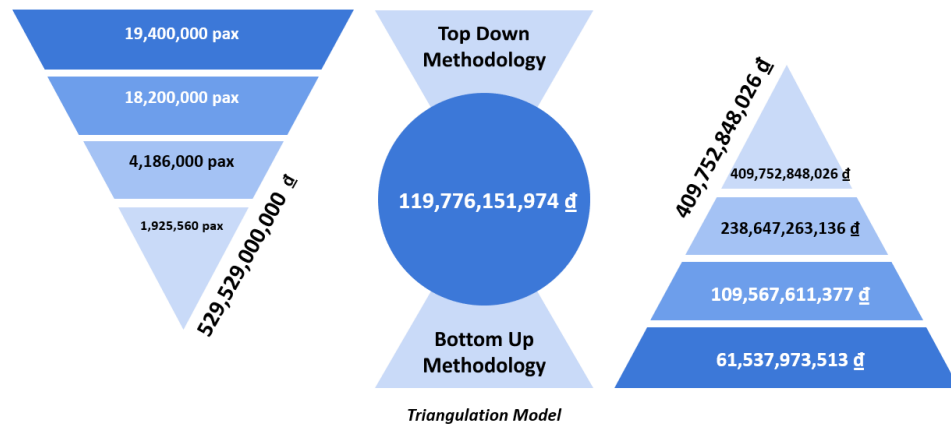 19,400,000 pax
18,200,000 pax
4,186,000 pax
1,925,560 pax
529,529,000,000 ₫
Top Down
Methodology
119,776,151,974 ₫
Bottom Up
Methodology
409,752,848,026 ₫
409,752,848,026 ₫
238,647,263,136 ₫
109,567,611,377 ₫
61,537,973,513 ₫
Triangulation Model